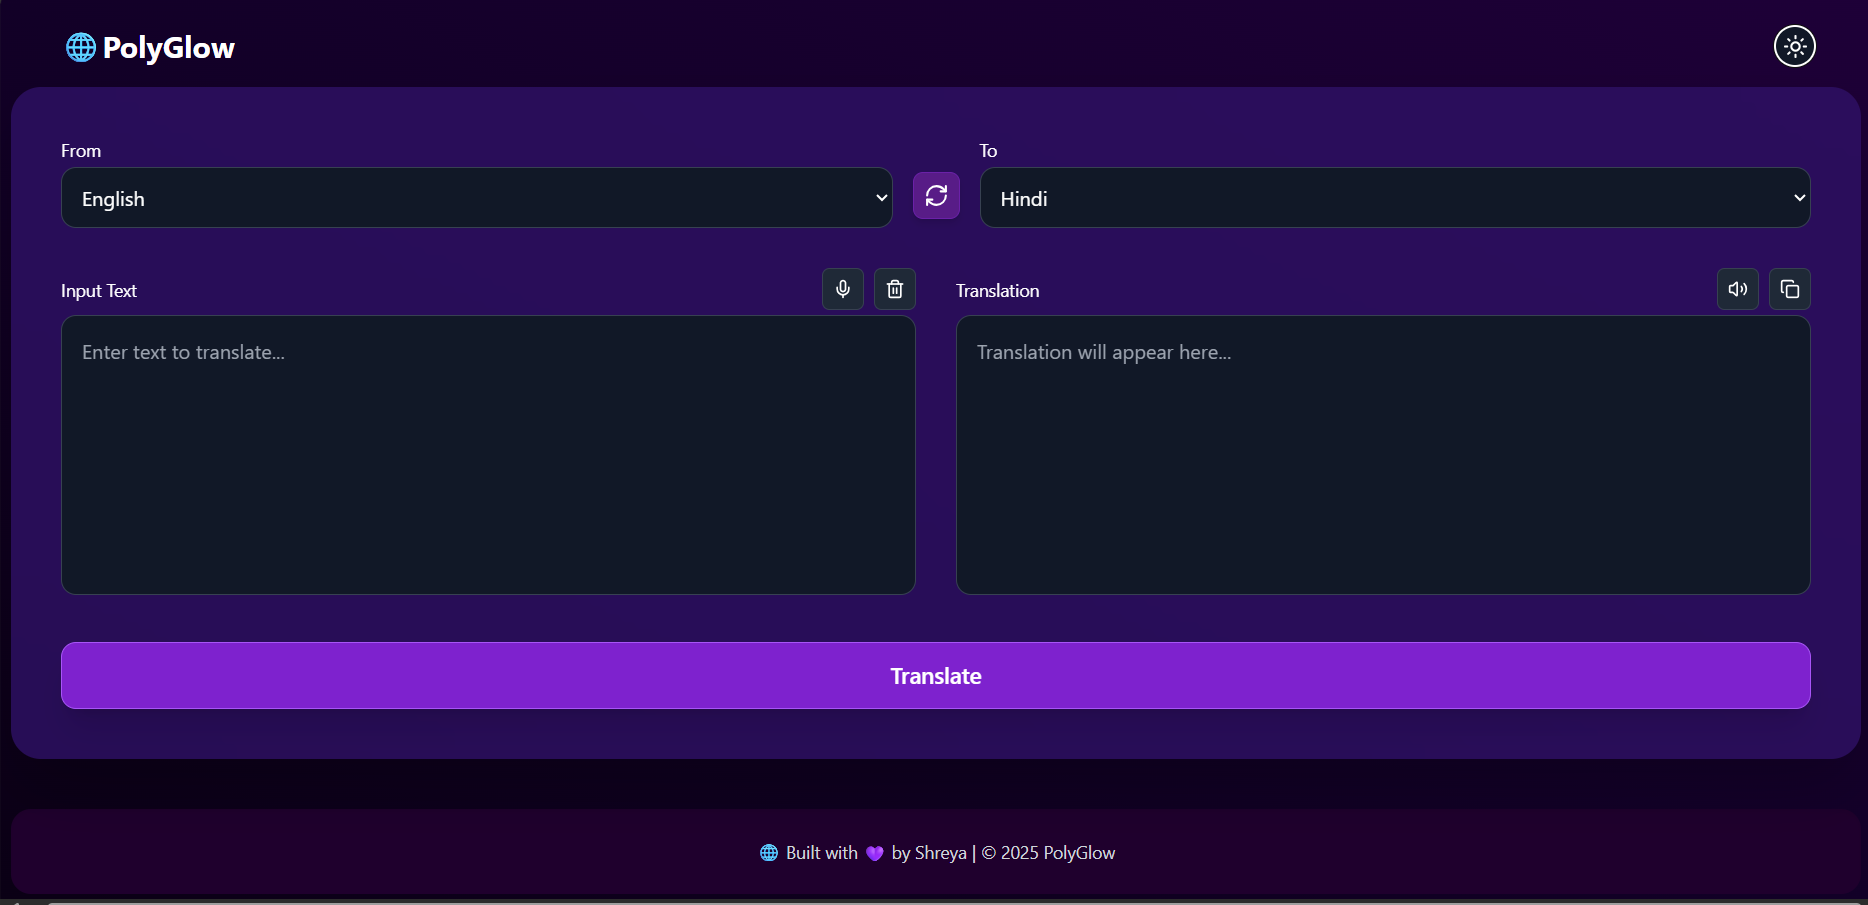 🌐 PolyGlow
From
To
English
Hindi
Input Text
Translation
Enter text to translate...
Translation will appear here...
Translate
🌐 Built with 💜 by Shreya | © 2025 PolyGlow